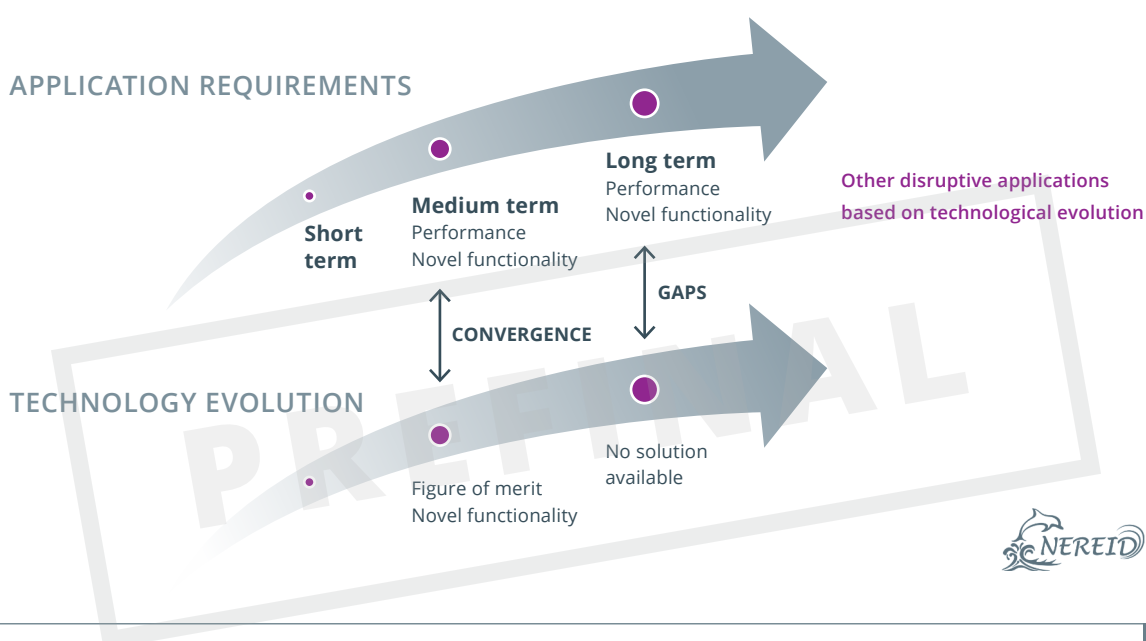 APPLICATION REQUIREMENTS
Short
term
Medium term
Performance
Novel functionality
Long term
Performance
Novel functionality
Other disruptive applications
based on technological evolution
CONVERGENCE
GAPS
TECHNOLOGY EVOLUTION
Figure of merit
Novel functionality
No solution
available
PREFINAL
NEREID